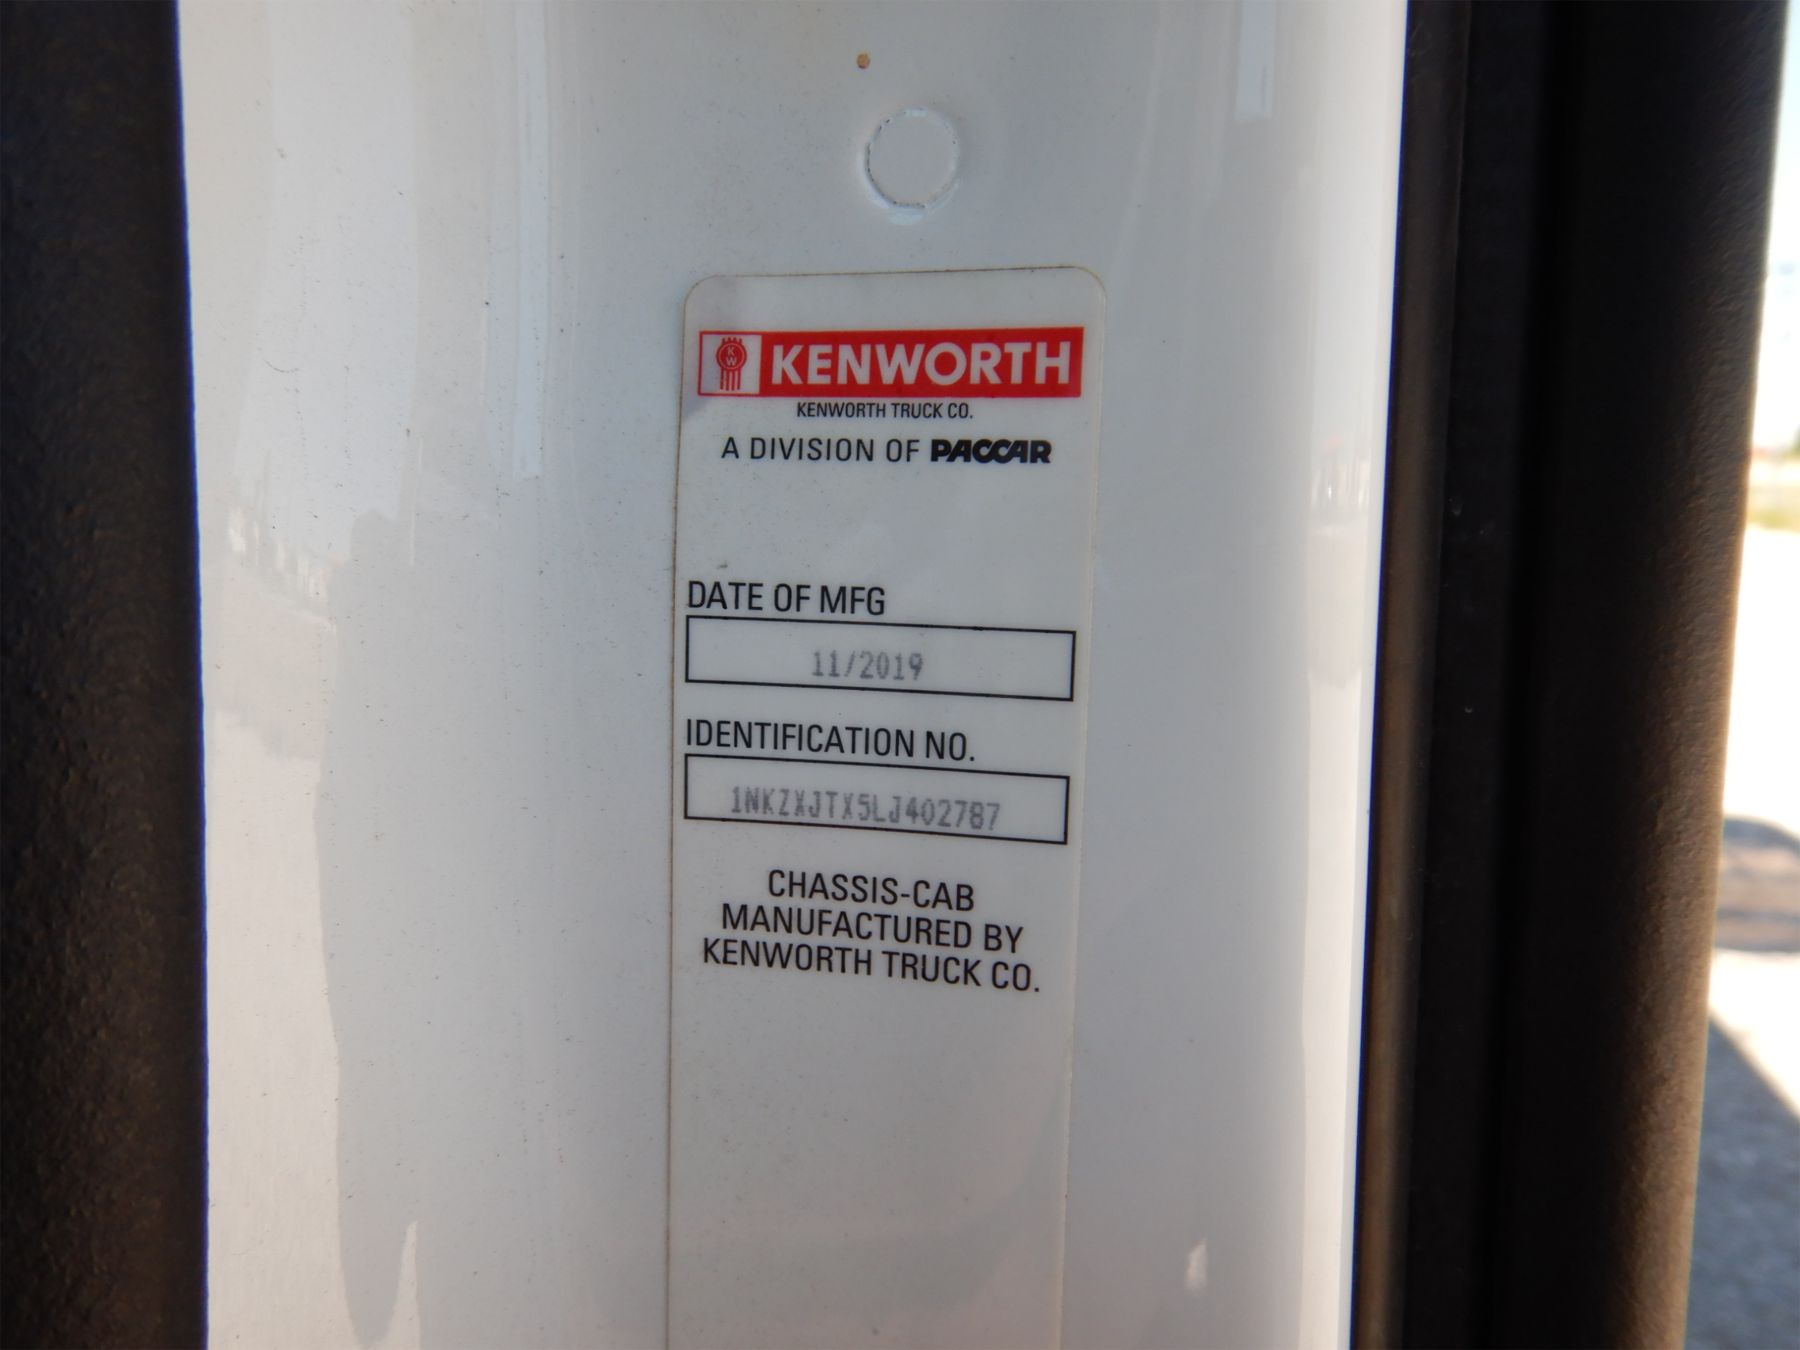 KW KENWORTH
KENWORTH TRUCK CO.
A DIVISION OF PACCAR
DATE OF MFG
11/2019
IDENTIFICATION NO.
1NKZXJTX5LJ402787
CHASSIS-CAB
MANUFACTURED BY
KENWORTH TRUCK CO.